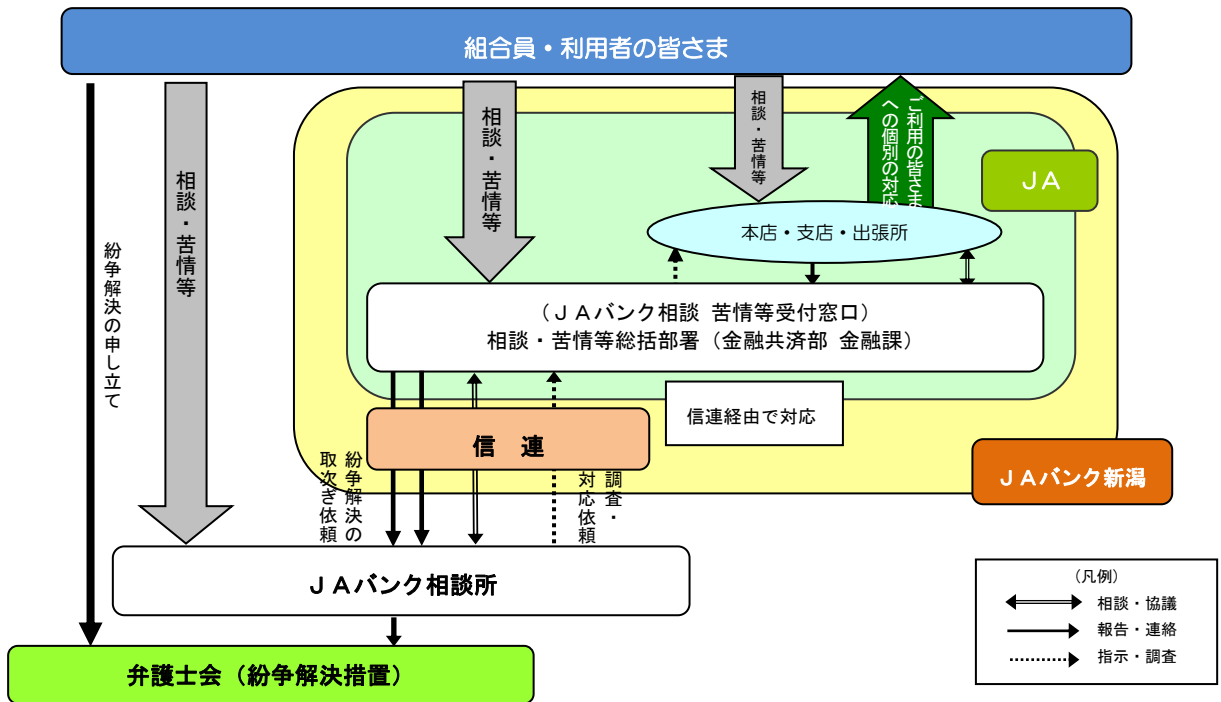 組合員・利用者の皆さま
相談・苦情等
相談・苦情等
相談・苦情等
ご利用の皆さま
への個別の対応
ＪＡ
本店・支店・出張所
紛争解決の申し立て
（ＪＡバンク相談 苦情等受付窓口）
相談・苦情等総括部署（金融共済部 金融課）
信連経由で対応
信 連
紛争解決の
取次ぎ依頼
調査・
対応依頼
ＪＡバンク新潟
ＪＡバンク相談所
弁護士会（紛争解決措置）
（凡例）
相談・協議
報告・連絡
指示・調査